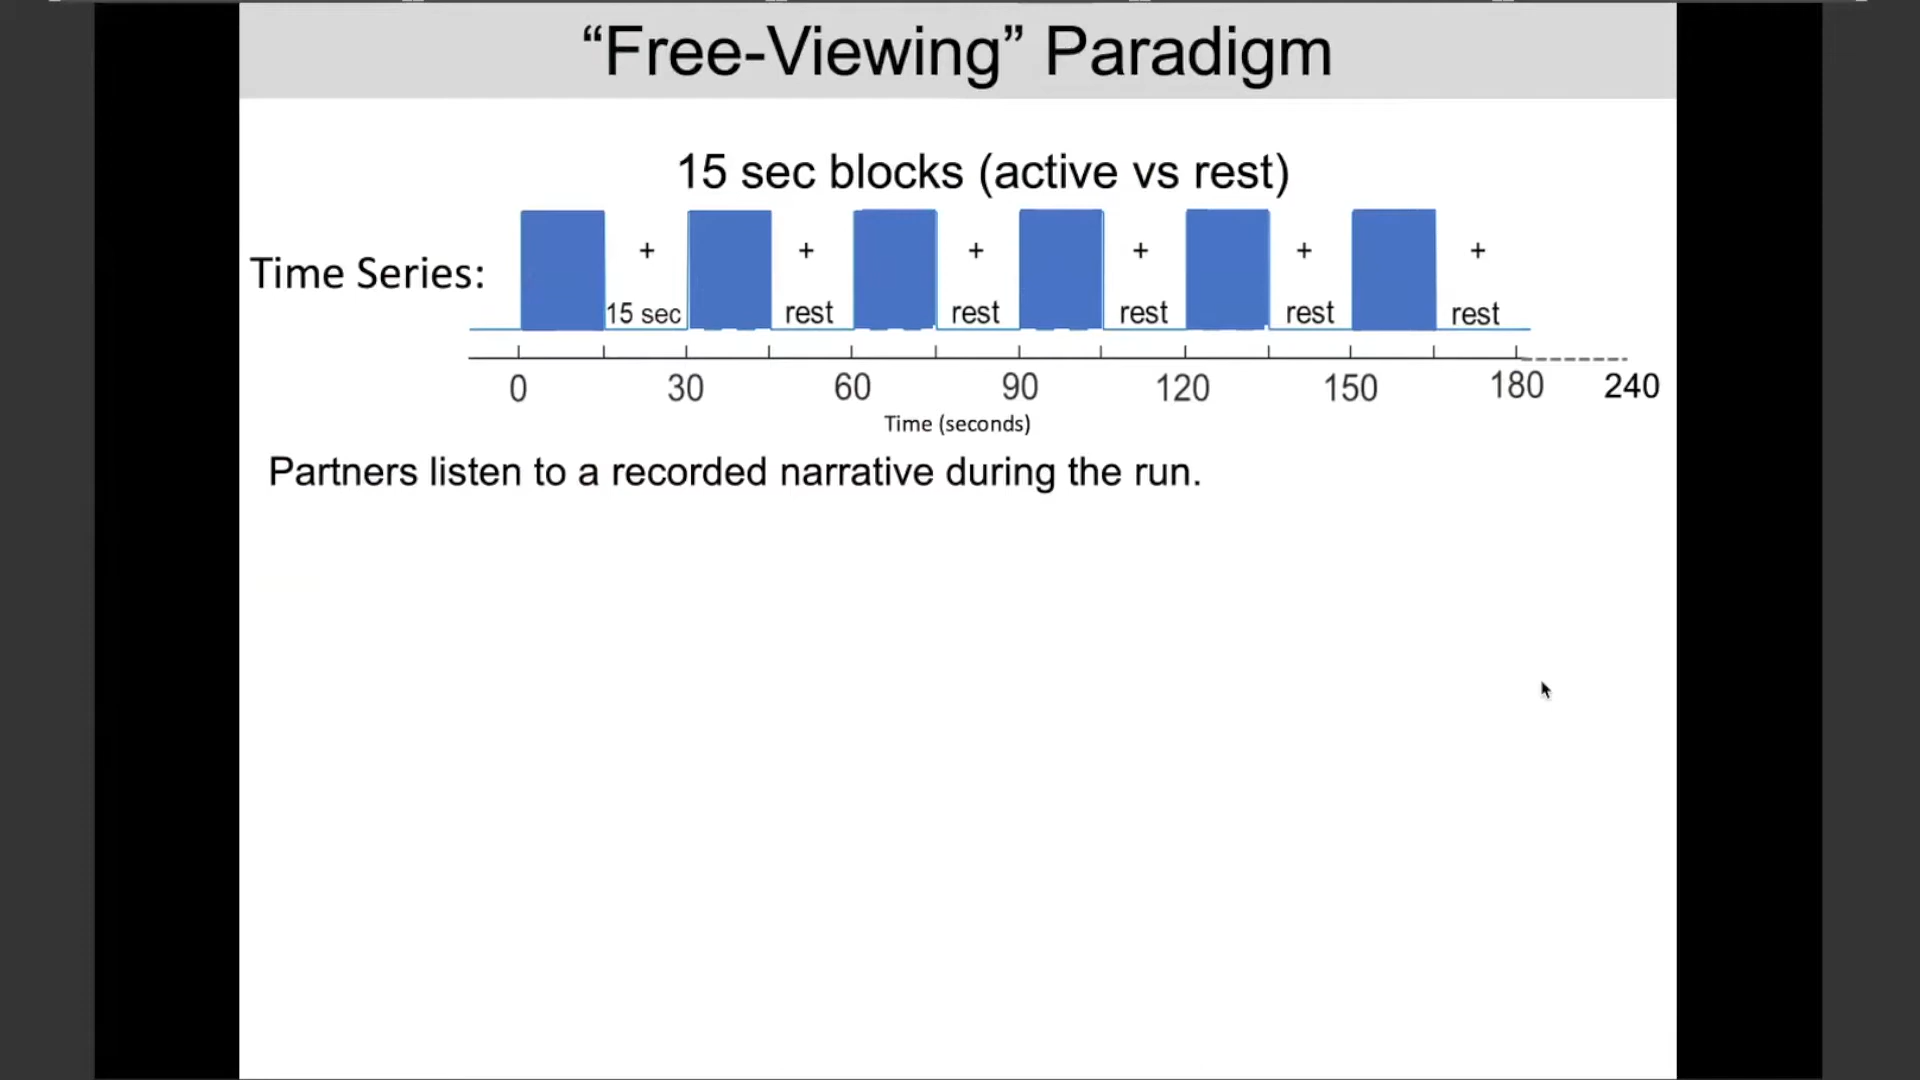 “Free-Viewing” Paradigm
15 sec blocks (active vs rest)
Time Series:
+ + + + + +
15 sec rest rest rest rest rest
0 30 60 90 120 150 180 240
Time (seconds)
Partners listen to a recorded narrative during the run.